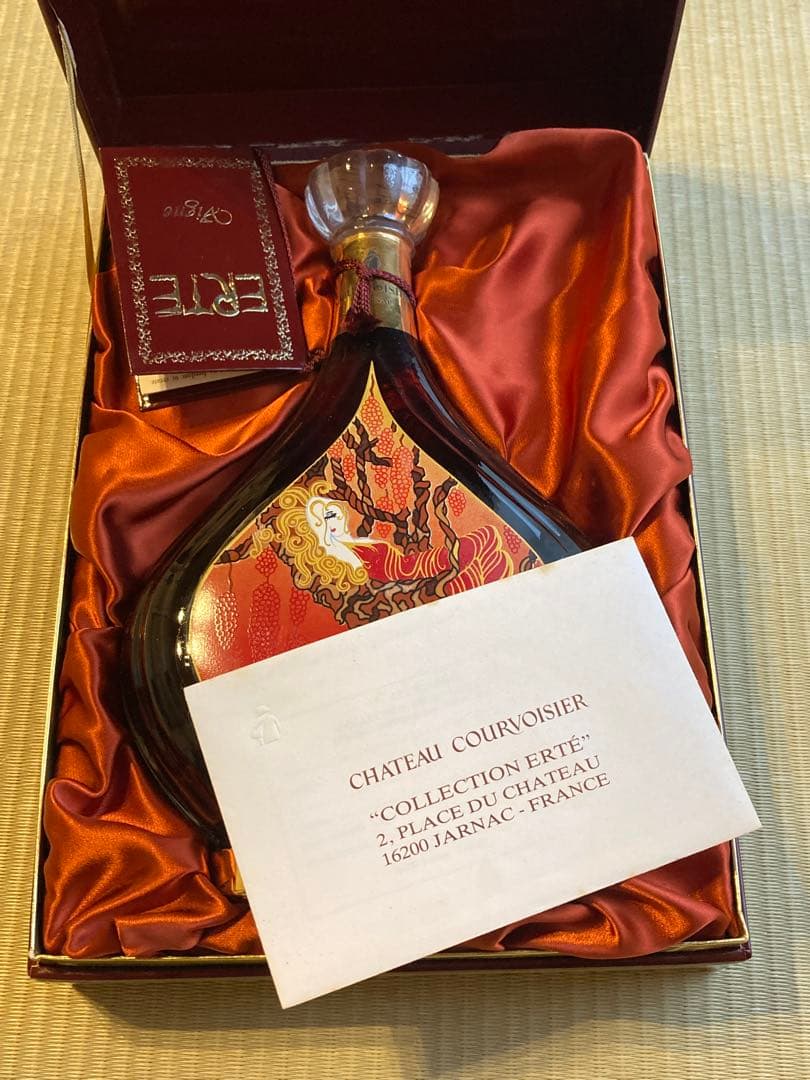 Vigne
ERTE
CHATEAU COURVOISIER
"COLLECTION ERTÉ"
2, PLACE DU CHATEAU
16200 JARNAC - FRANCE